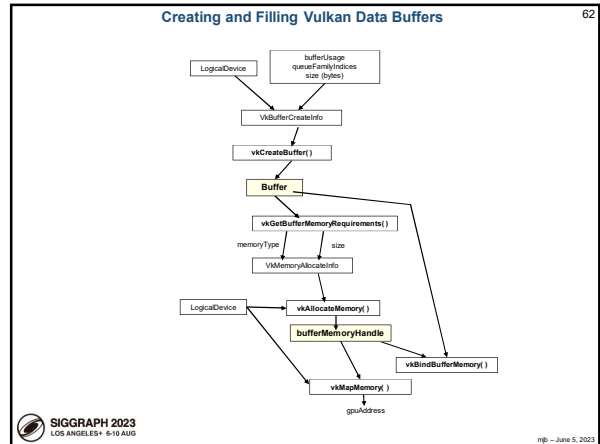 Creating and Filling Vulkan Data Buffers
62
LogicalDevice
bufferUsage
queueFamilyIndices
size (bytes)
VkBufferCreateInfo
vkCreateBuffer( )
Buffer
vkGetBufferMemoryRequirements( )
memoryType
size
VkMemoryAllocateInfo
LogicalDevice
vkAllocateMemory( )
bufferMemoryHandle
vkBindBufferMemory( )
vkMapMemory( )
gpuAddress
SIGGRAPH 2023
LOS ANGELES+ 6-10 AUG
mjb – June 5, 2023